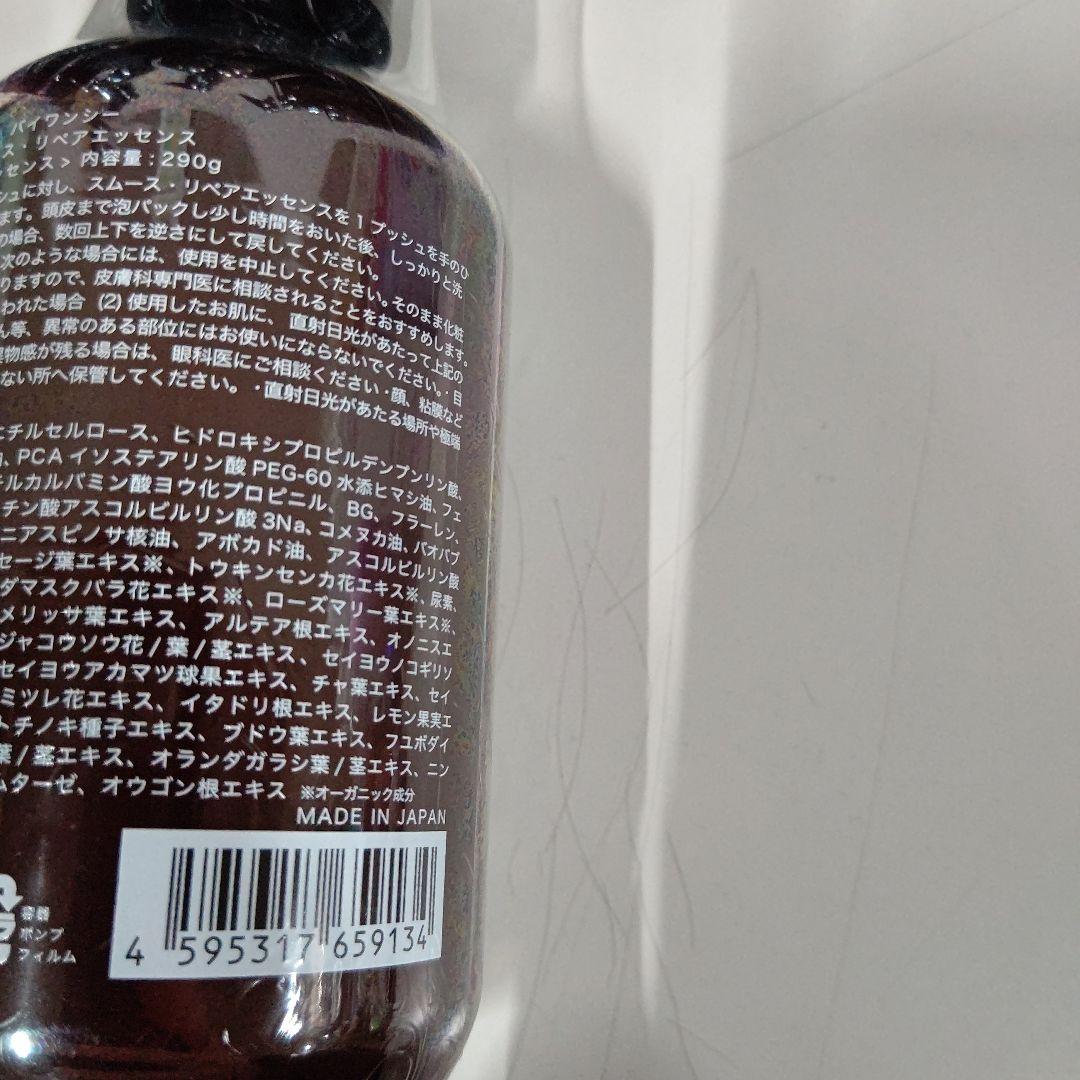 バイワンシー
ス リペアエッセンス
ッセンス> 内容量:290g
シュに対し、スムース・リペアエッセンスを1プッシュを手のひ
ます。頭皮まで泡パックし少し時間をおいた後、しっかりと洗
の場合、数回上下を逆さにして戻してください。
次のような場合には、使用を中止してください。そのまま化粧
りますので、皮膚科専門医に相談されることをおすすめします。
われた場合 (2)使用したお肌に、直射日光があたって上記の
ん等、異常のある部位にはお使いにならないでください。・目
異物感が残る場合は、眼科医にご相談ください・顔、粘膜など
ない所へ保管してください。・直射日光があたる場所や極端
エチルセルロース、ヒドロキシプロピルデンプンリン酸、
PCAイソステアリン酸PEG-60水添ヒマシ油、フェ
チルカルバミン酸ヨウ化プロピニル、BG、フラーレン、
チン酸アスコルビルリン酸3Na、コメヌカ油、バオバブ
ニアスピノサ核油、アボカド油、アスコルビルリン酸
セージ葉エキス※、トウキンセンカ花エキス※、尿素、
ダマスクバラ花エキス※、ローズマリー葉エキス※、
メリッサ葉エキス、アルテア根エキス、オノニスエ
ジャコウソウ花/葉/茎エキス、セイヨウノコギリソ
セイヨウアカマツ球果エキス、チャ葉エキス、セイ
ミツレ花エキス、イタドリ根エキス、レモン果実エ
トチノキ種子エキス、ブドウ葉エキス、フユボダイ
葉/茎エキス、オランダガラシ葉/茎エキス、ニン
ムターゼ、オウゴン根エキス ※オーガニック成分
MADE IN JAPAN
4 595317 659134
容器
ポンプ
フィルム